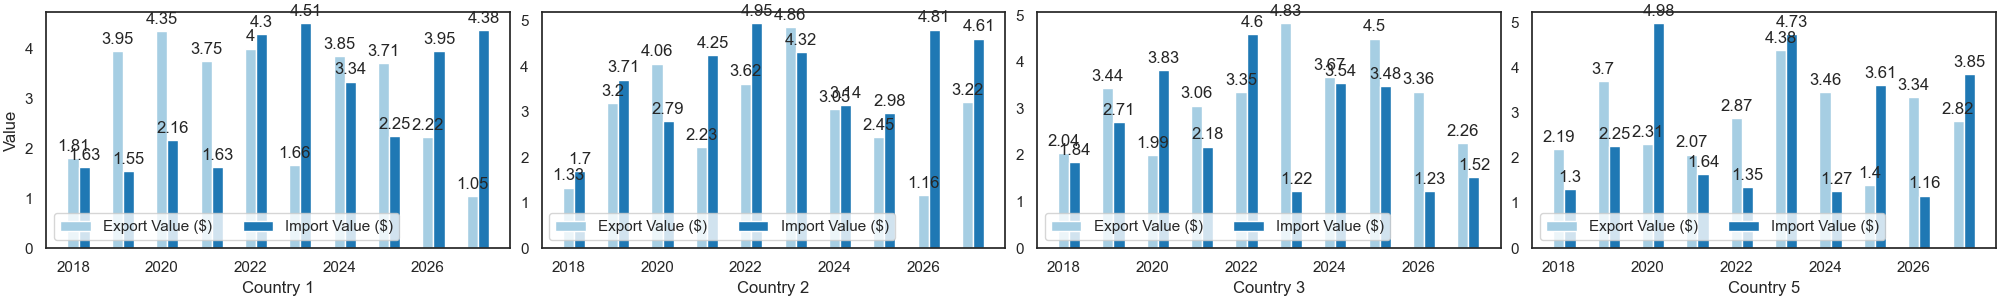 Value
4
3
2
1
0
1.81 1.63 3.95 1.55 4.35 2.16 3.75 1.63 4 4.3 1.66 4.51 3.85 3.34 3.71 2.25 2.22 3.95 1.05 4.38
Export Value ($) Import Value ($)
2018 2020 2022 2024 2026
Country 1
5
4
3
2
1
0
1.33 1.7 3.2 3.71 4.06 2.79 2.23 4.25 3.62 4.95 4.86 4.32 3.05 3.14 2.45 2.98 1.16 4.81 3.22 4.61
Export Value ($) Import Value ($)
2018 2020 2022 2024 2026
Country 2
5
4
3
2
1
0
2.04 1.84 3.44 2.71 1.99 3.83 3.06 2.18 3.35 4.6 4.83 1.22 3.67 3.54 4.5 3.48 3.36 1.23 2.26 1.52
Export Value ($) Import Value ($)
2018 2020 2022 2024 2026
Country 3
5
4
3
2
1
0
2.19 1.3 3.7 2.25 2.31 4.98 2.07 1.64 2.87 1.35 4.38 4.73 3.46 1.27 1.4 3.61 3.34 1.16 2.82 3.85
Export Value ($) Import Value ($)
2018 2020 2022 2024 2026
Country 5